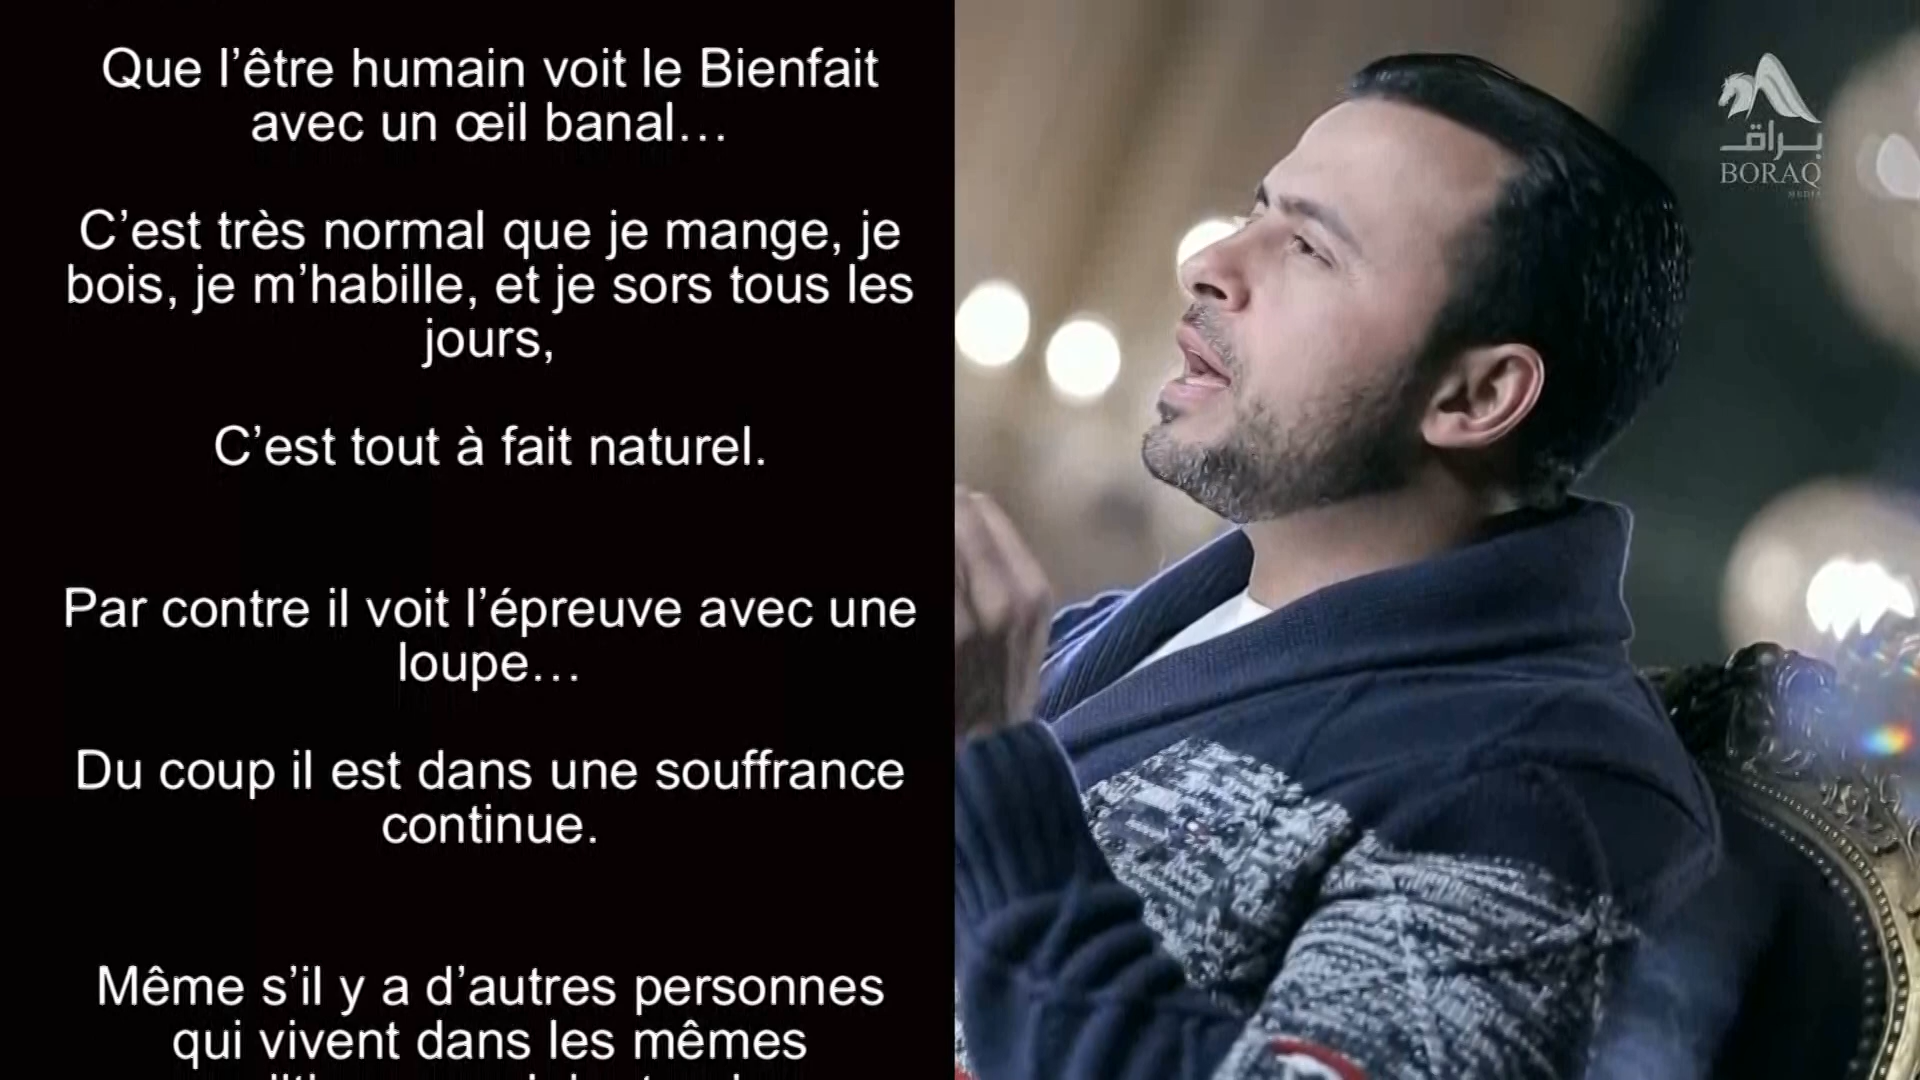 Que l’être humain voit le Bienfait
avec un œil banal…
C’est très normal que je mange, je
bois, je m’habille, et je sors tous les
jours,
C’est tout à fait naturel.
Par contre il voit l’épreuve avec une
loupe…
Du coup il est dans une souffrance
continue.
Même s’il y a d’autres personnes
qui vivent dans les mêmes
براق
BORAQ
MEDIA